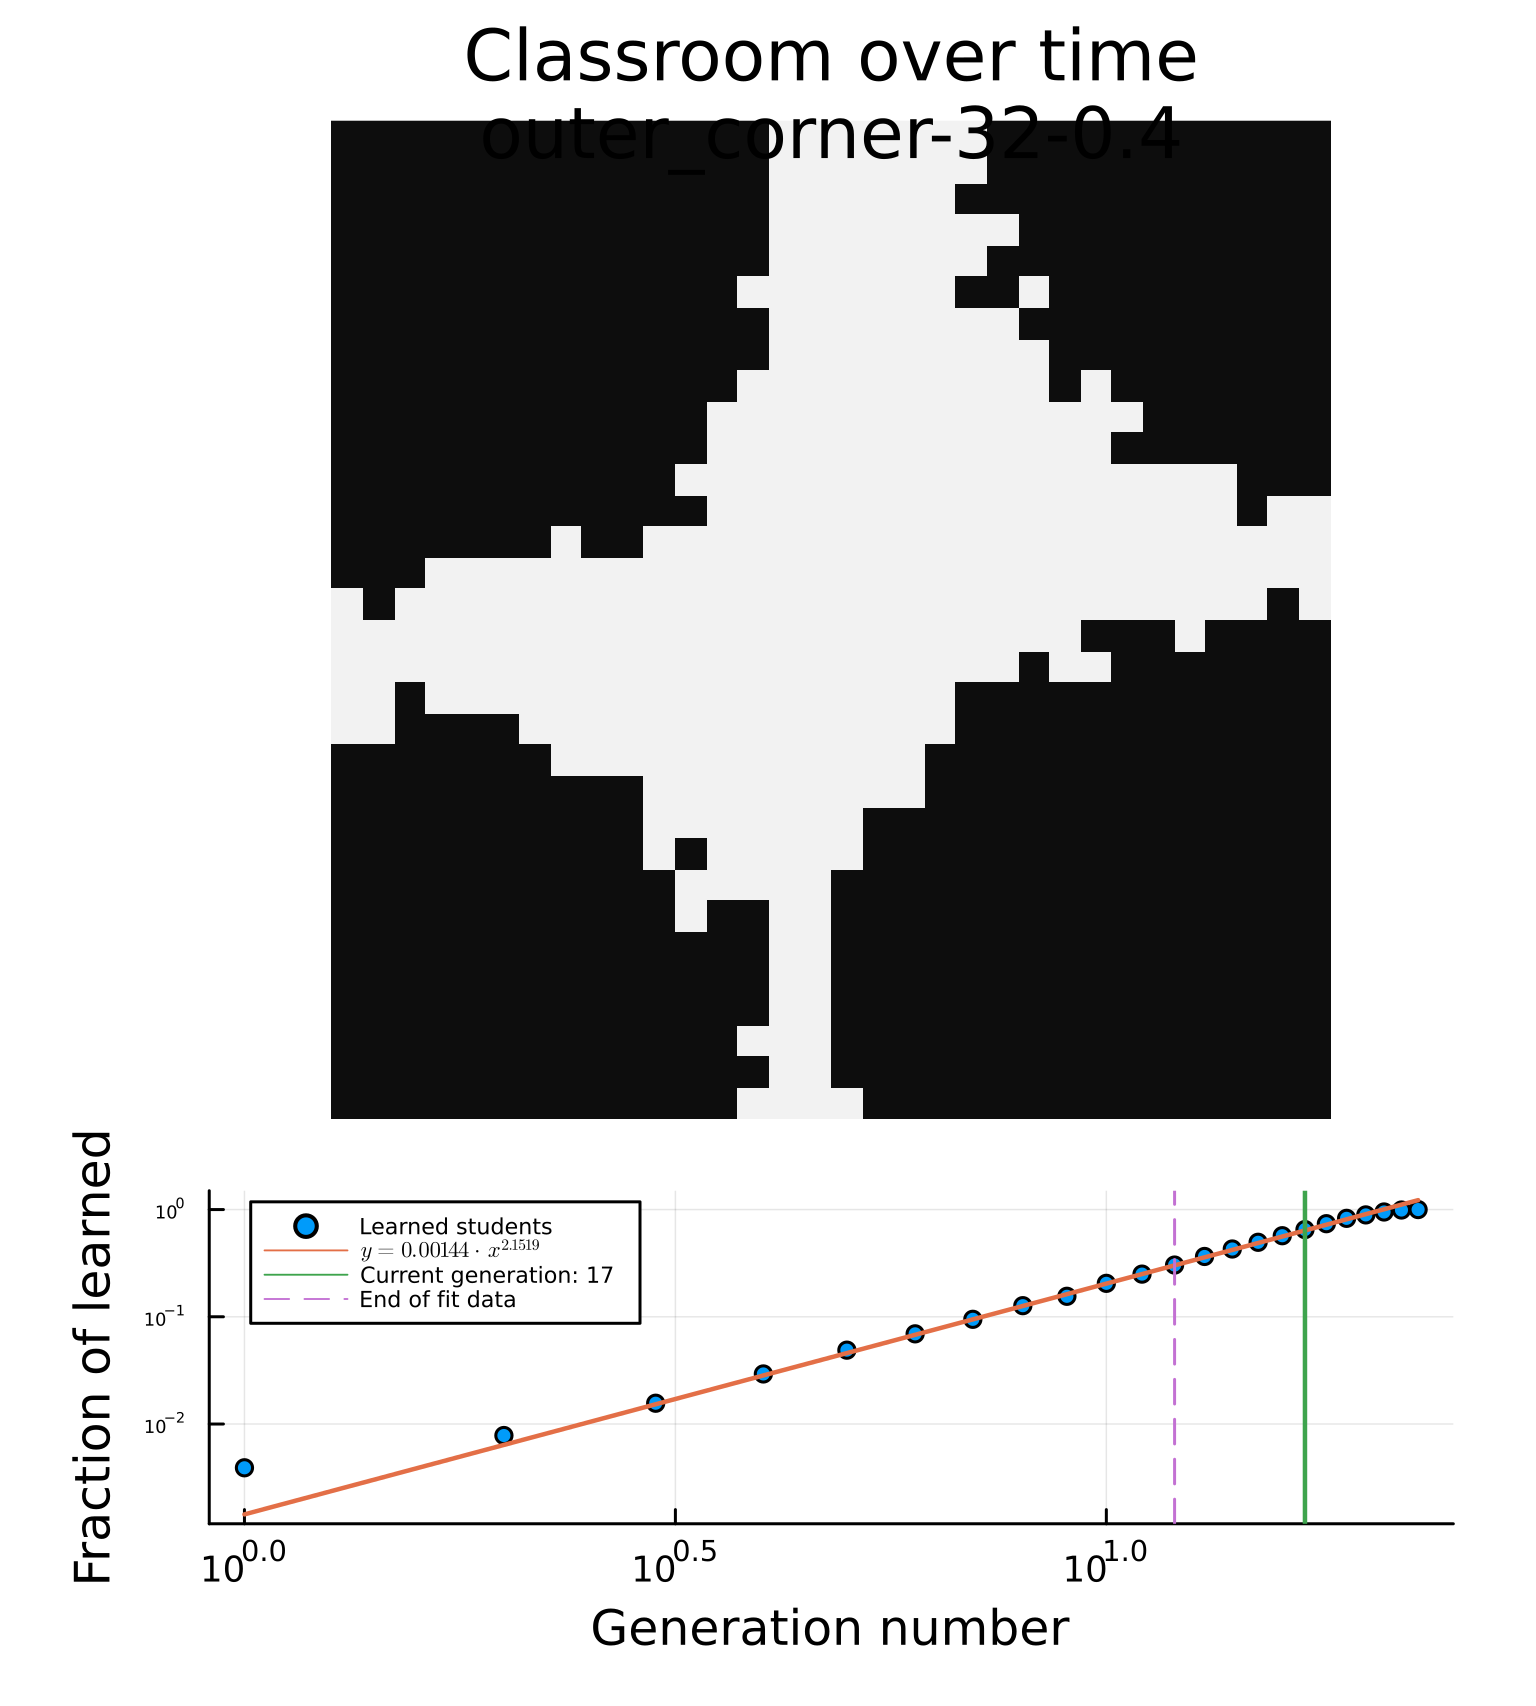 Classroom over time
outer_corner-32-0.4
Fraction of learned
10⁰
10⁻¹
10⁻²
Learned students
y = 0.00144 · x^2.1519
Current generation: 17
End of fit data
10^0.0
10^0.5
10^1.0
Generation number